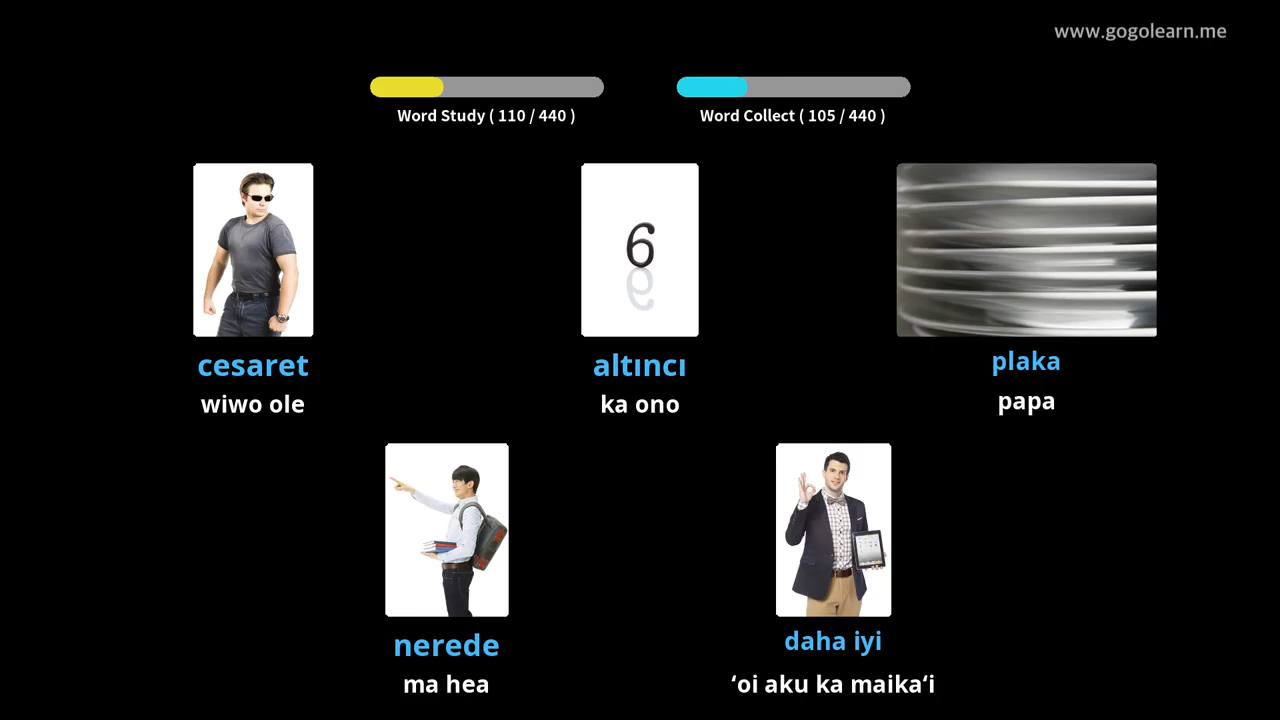 www.gogolearn.me
Word Study ( 110 / 440 )
Word Collect ( 105 / 440 )
6
cesaret
wiwo ole
altıncı
ka ono
plaka
papa
nerede
ma hea
daha iyi
ʻoi aku ka maikaʻi